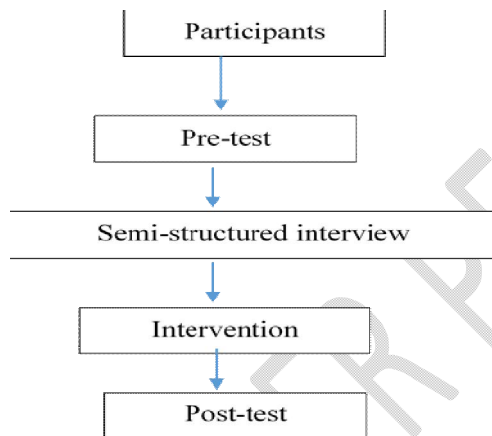 Participants
Pre-test
Semi-structured interview
Intervention
Post-test